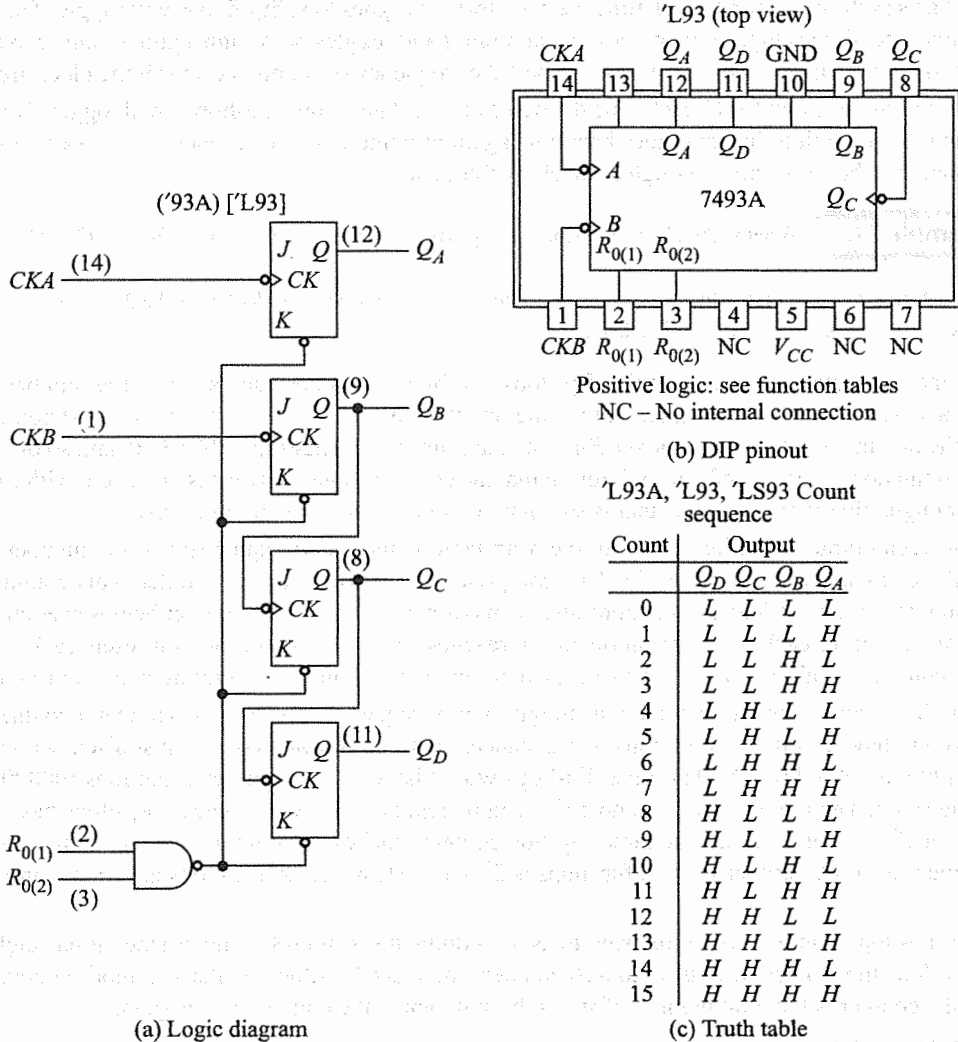 'L93 (top view)
CKA Q_A Q_D GND Q_B Q_C
14 13 12 11 10 9 8
Q_A Q_D Q_B
A
7493A
Q_C
B
R_0(1) R_0(2)
1 2 3 4 5 6 7
CKB R_0(1) R_0(2) NC V_CC NC NC
Positive logic: see function tables
NC – No internal connection
(b) DIP pinout
('93A) ['L93]
J Q (12) Q_A
CKA (14) CK
K
J Q (9) Q_B
CKB (1) CK
K
J Q (8) Q_C
CK
K
J Q (11) Q_D
CK
K
R_0(1) (2)
R_0(2) (3)
(a) Logic diagram
'L93A, 'L93, 'LS93 Count
sequence
Count Output
Q_D Q_C Q_B Q_A
0 L L L L
1 L L L H
2 L L H L
3 L L H H
4 L H L L
5 L H L H
6 L H H L
7 L H H H
8 H L L L
9 H L L H
10 H L H L
11 H L H H
12 H H L L
13 H H L H
14 H H H L
15 H H H H
(c) Truth table